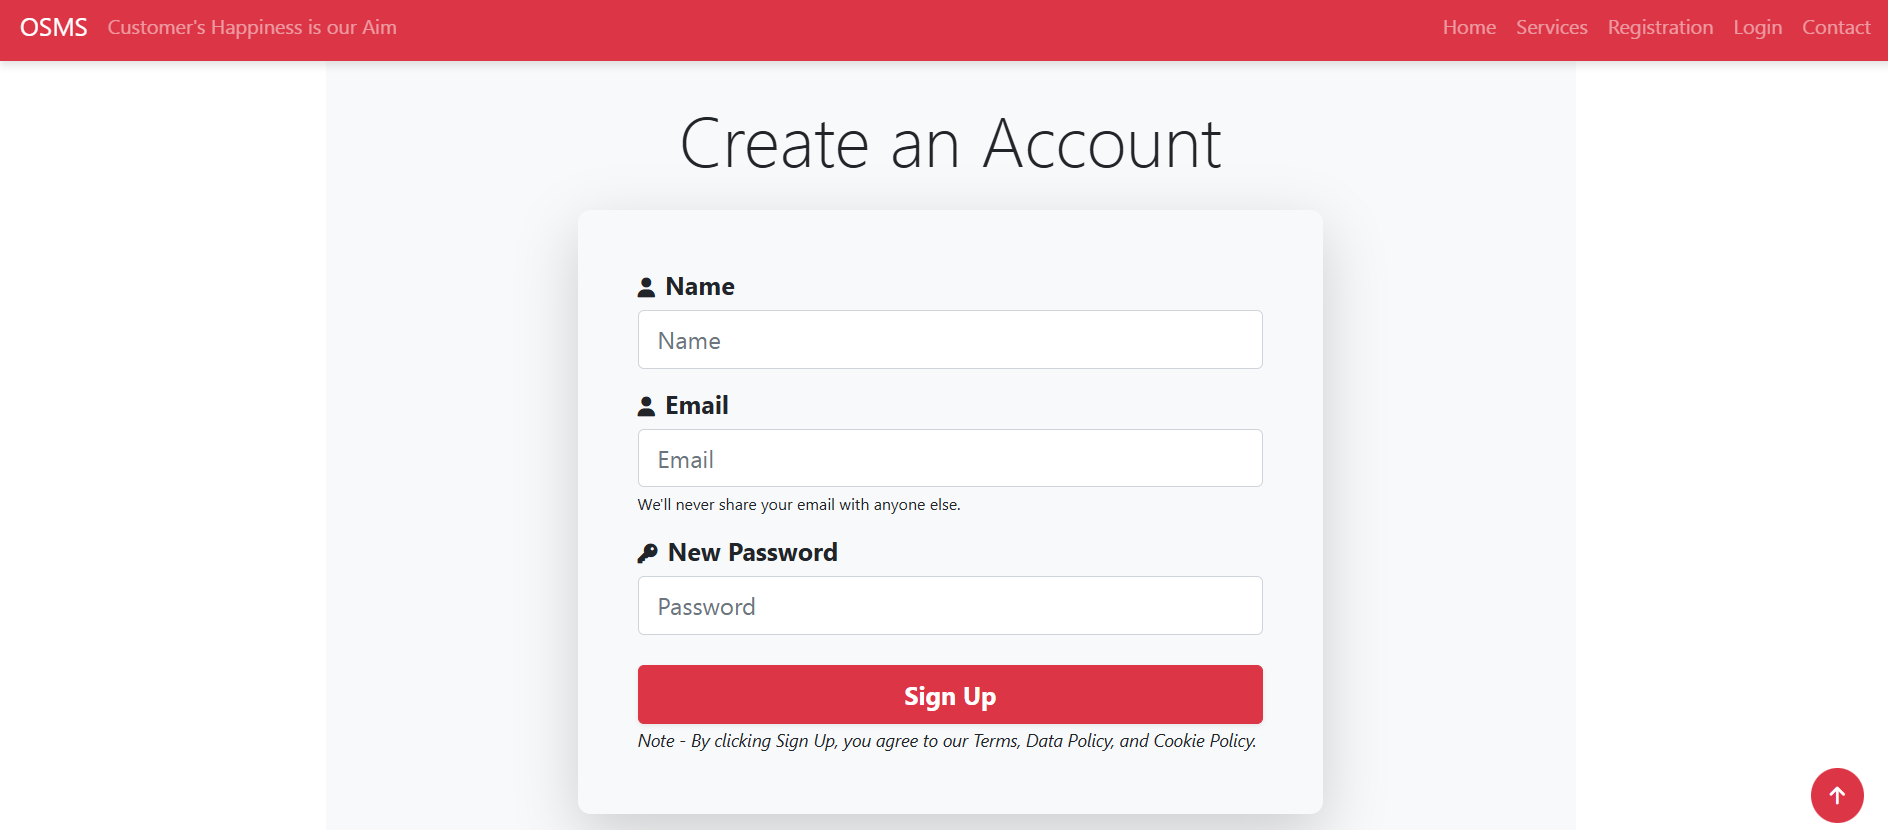 OSMS Customer's Happiness is our Aim Home Services Registration Login Contact
Create an Account
Name
Name
Email
Email
We'll never share your email with anyone else.
New Password
Password
Sign Up
Note - By clicking Sign Up, you agree to our Terms, Data Policy, and Cookie Policy.